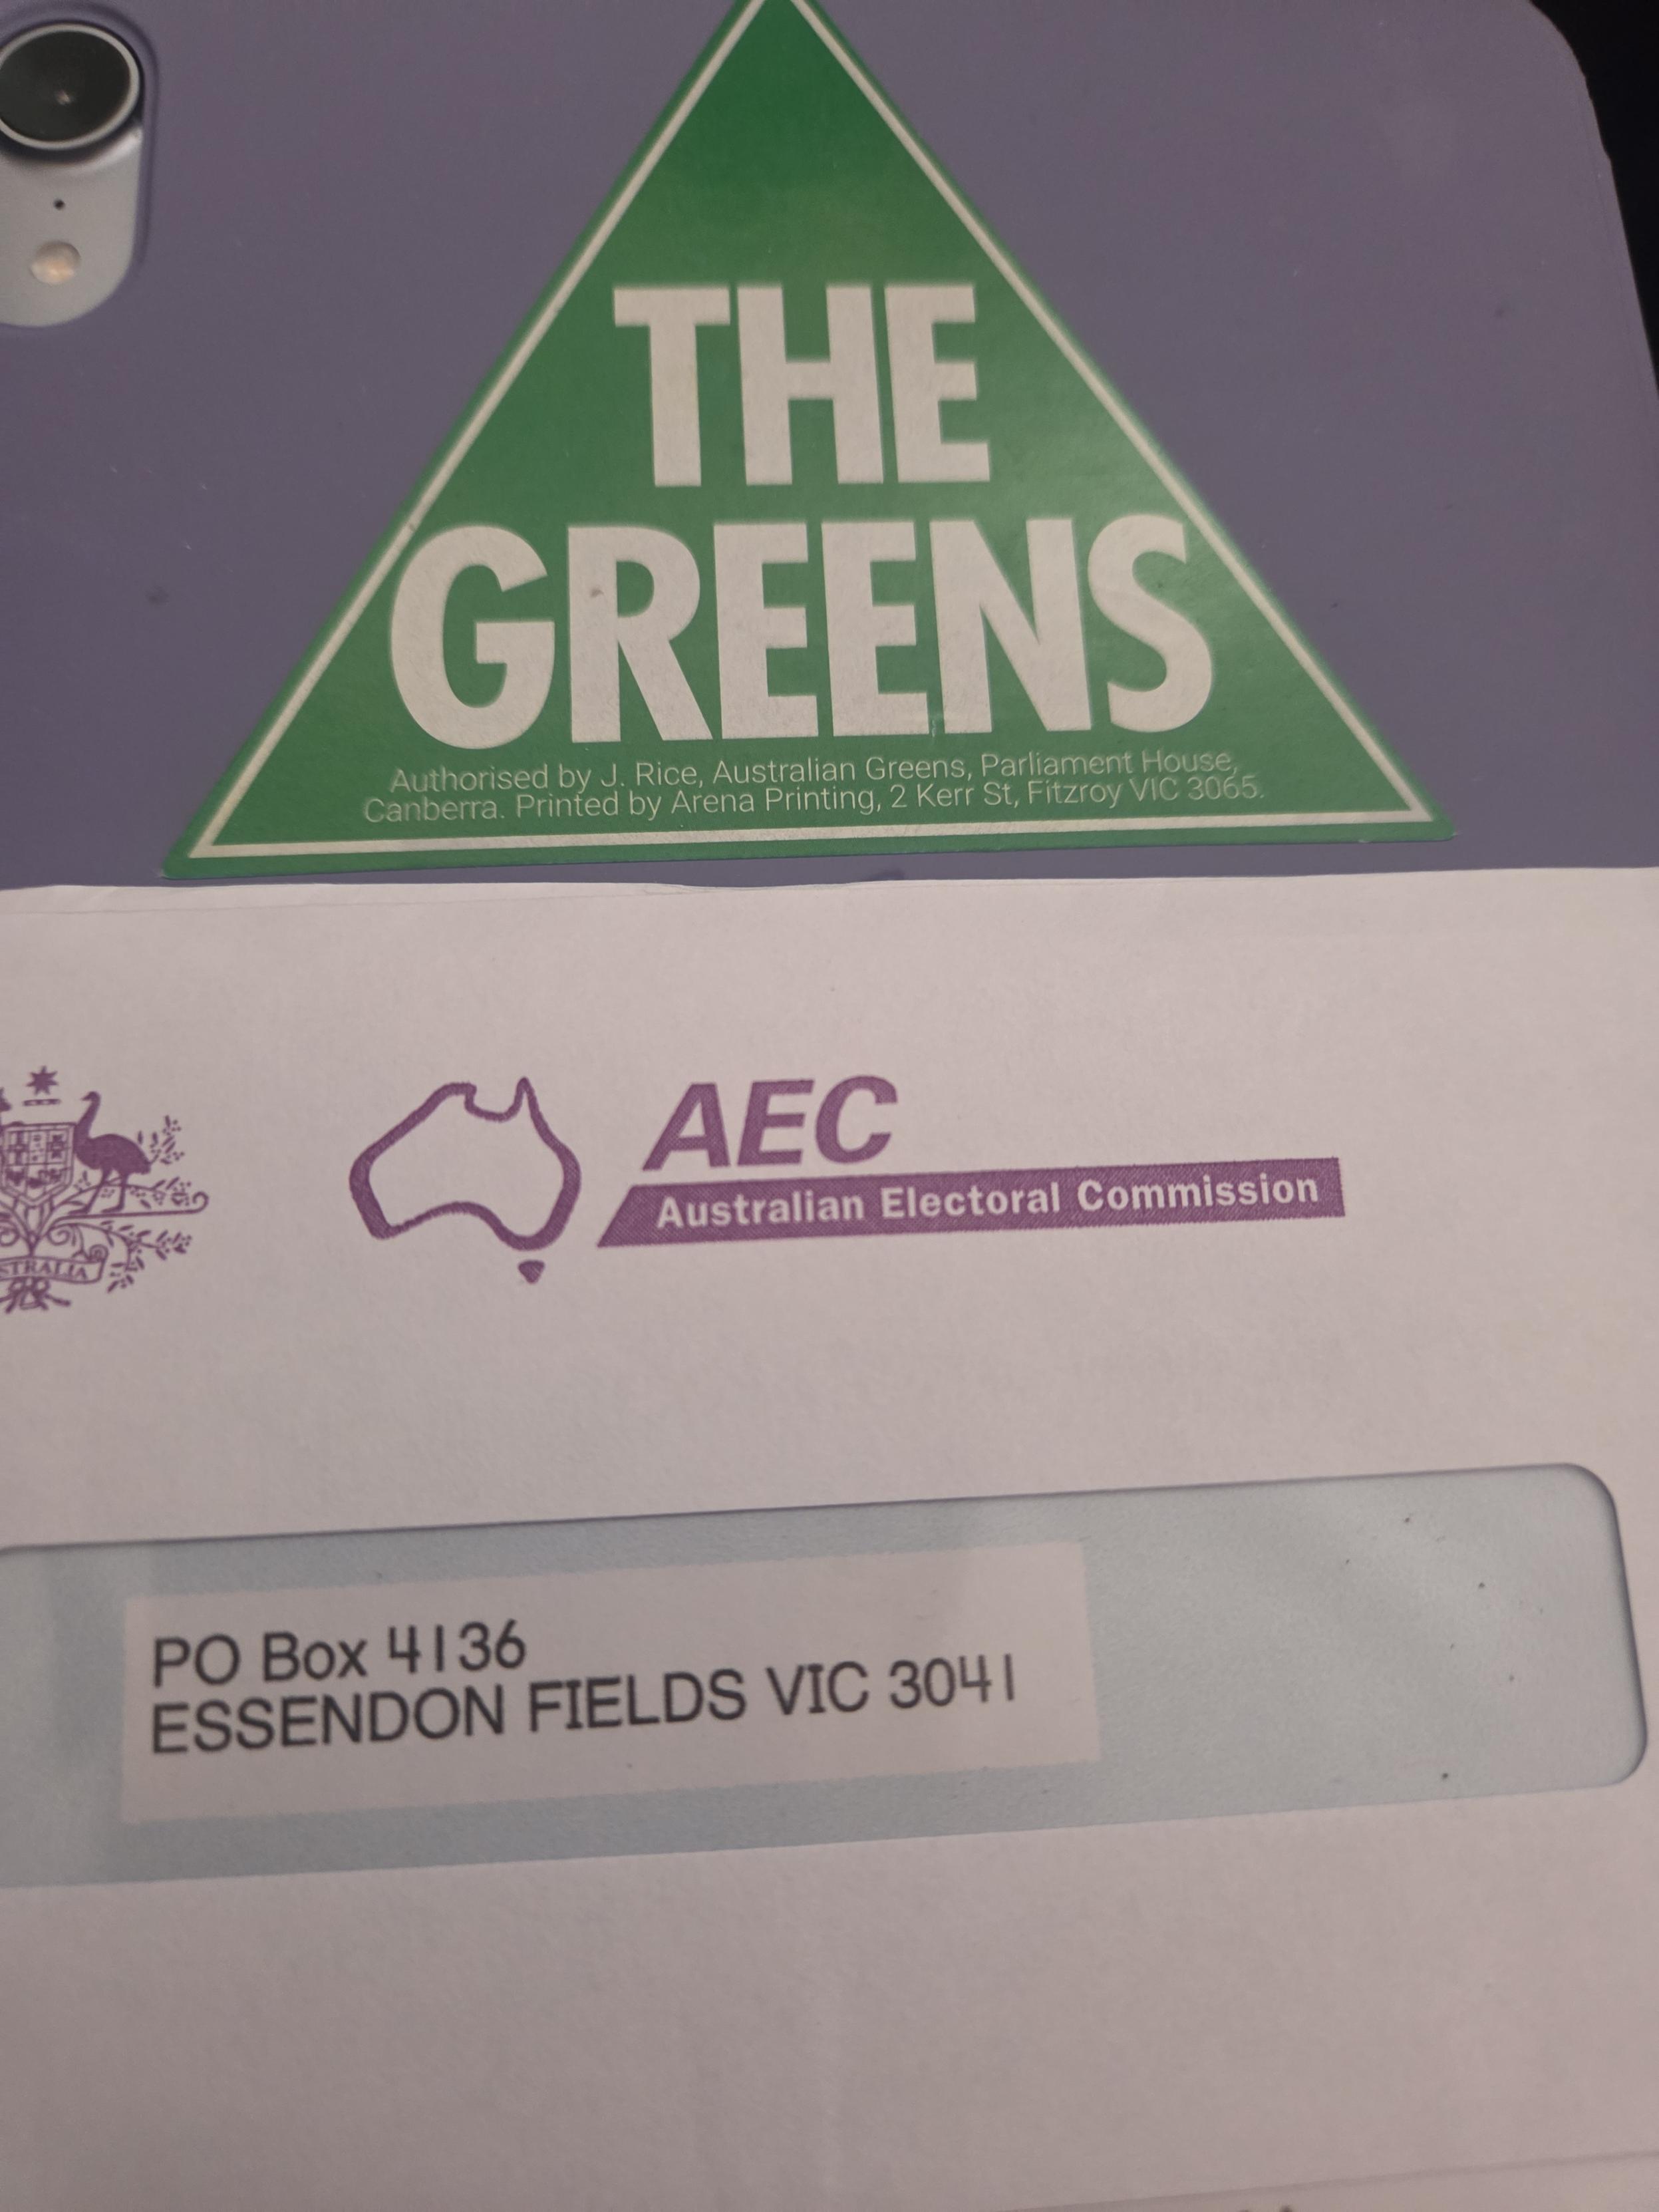 THE
GREENS
Authorised by J. Rice, Australian Greens, Parliament House,
Canberra. Printed by Arena Printing, 2 Kerr St, Fitzroy VIC 3065.
AEC
Australian Electoral Commission
STRALIA
PO Box 4136
ESSENDON FIELDS VIC 3041